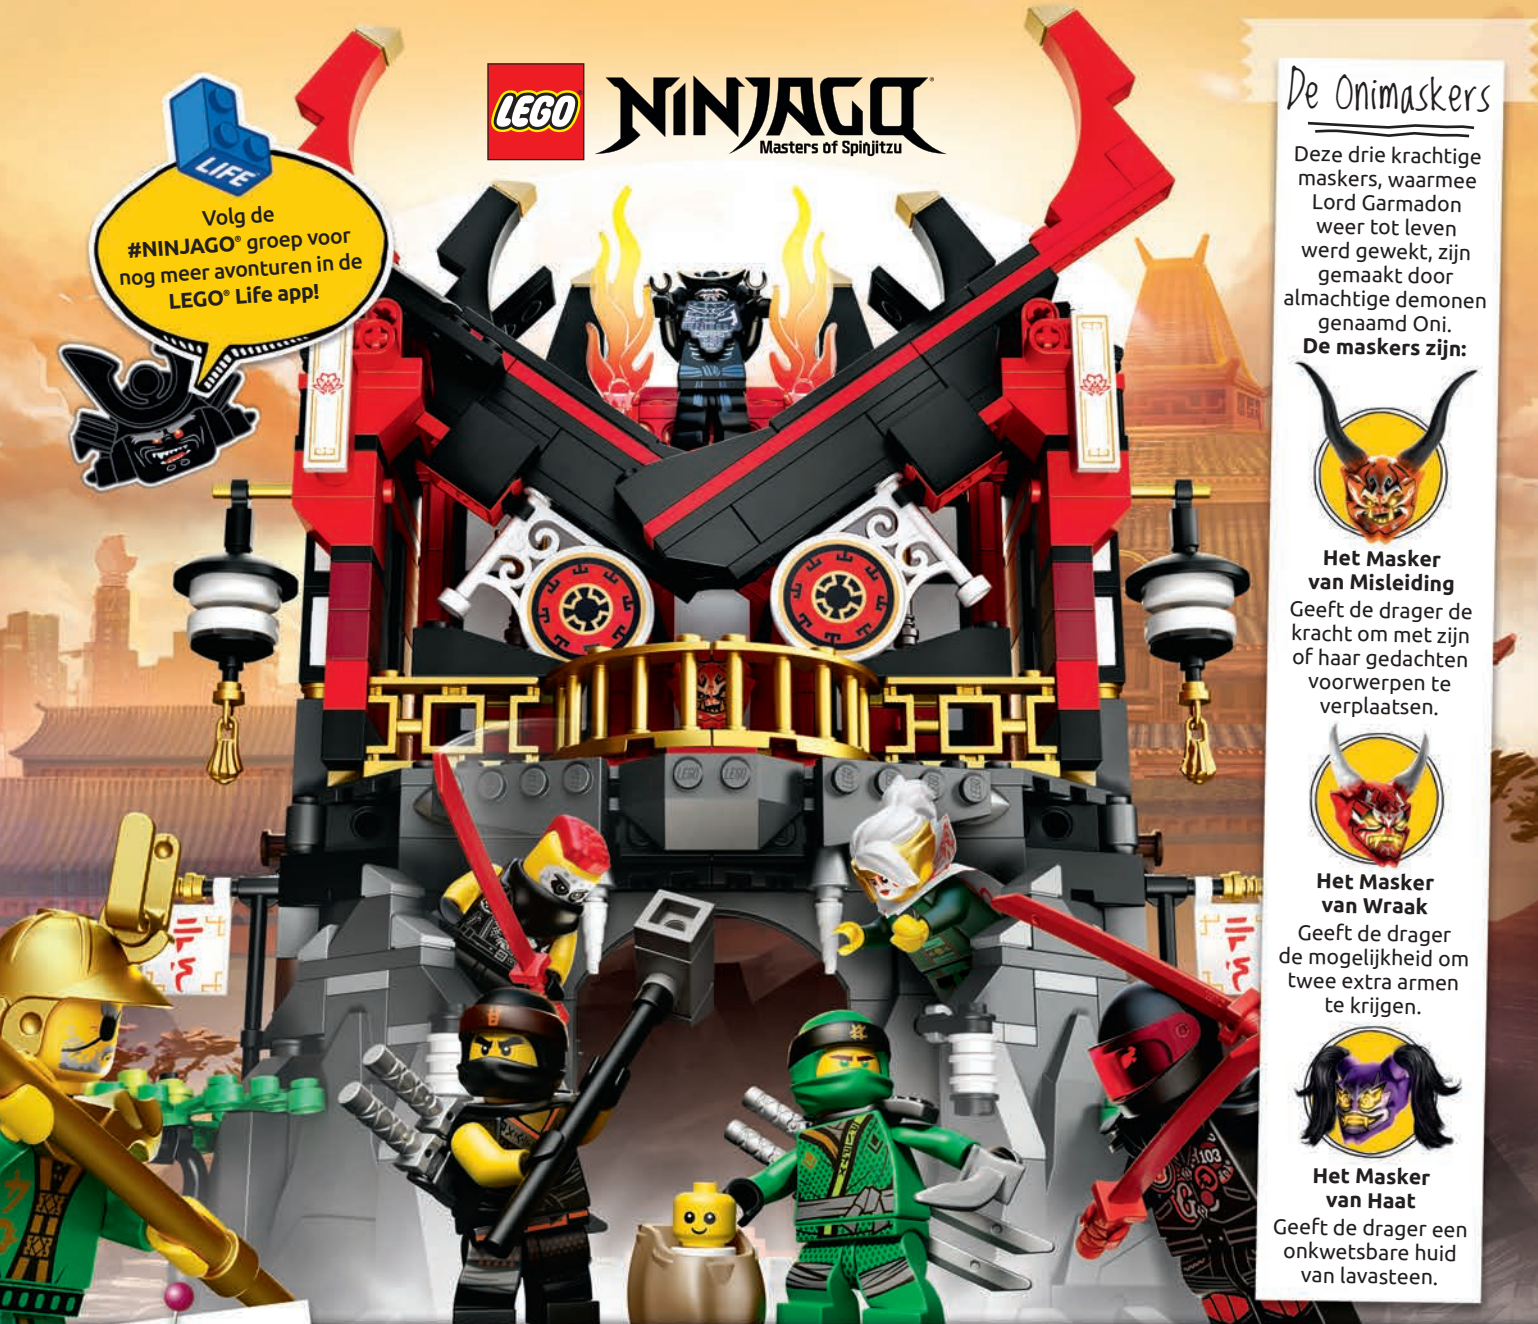 LEGO
NINJAGO
Masters of Spinjitzu
LIFE
Volg de
#NINJAGO® groep voor
nog meer avonturen in de
LEGO® Life app!
De Onimaskers
Deze drie krachtige
maskers, waarmee
Lord Garmadon
weer tot leven
werd gewekt, zijn
gemaakt door
almachtige demonen
genaamd Oni.
De maskers zijn:
Het Masker
van Misleiding
Geeft de drager de
kracht om met zijn
of haar gedachten
voorwerpen te
verplaatsen.
Het Masker
van Wraak
Geeft de drager
de mogelijkheid om
twee extra armen
te krijgen.
Het Masker
van Haat
Geeft de drager een
onkwetsbare huid
van lavasteen.
LEGO LEGO
103